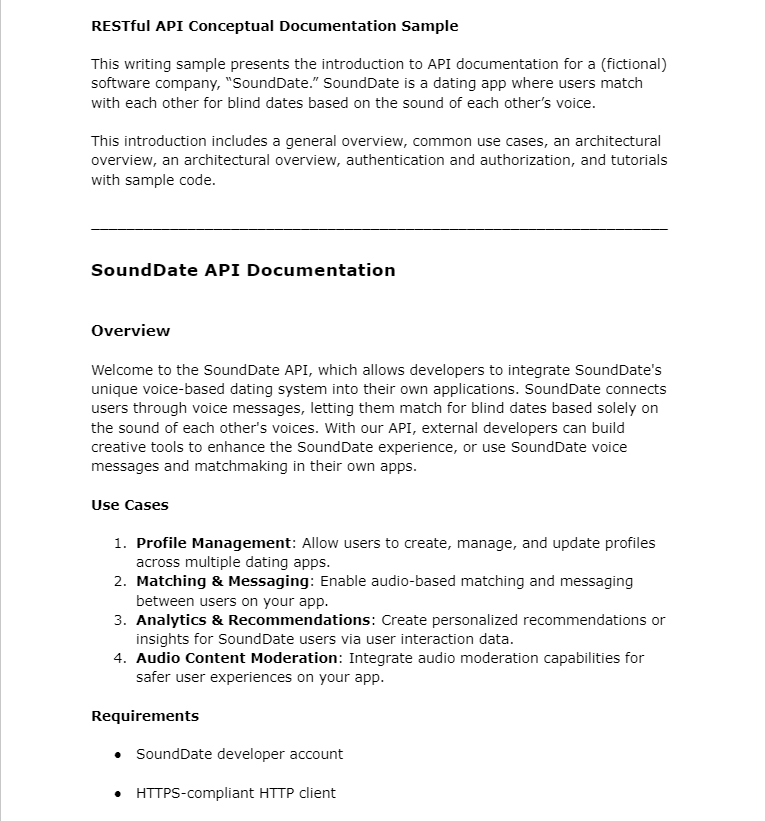 RESTful API Conceptual Documentation Sample
This writing sample presents the introduction to API documentation for a (fictional)
software company, “SoundDate.” SoundDate is a dating app where users match
with each other for blind dates based on the sound of each other’s voice.
This introduction includes a general overview, common use cases, an architectural
overview, an architectural overview, authentication and authorization, and tutorials
with sample code.
SoundDate API Documentation
Overview
Welcome to the SoundDate API, which allows developers to integrate SoundDate's
unique voice-based dating system into their own applications. SoundDate connects
users through voice messages, letting them match for blind dates based solely on
the sound of each other's voices. With our API, external developers can build
creative tools to enhance the SoundDate experience, or use SoundDate voice
messages and matchmaking in their own apps.
Use Cases
1. Profile Management: Allow users to create, manage, and update profiles
across multiple dating apps.
2. Matching & Messaging: Enable audio-based matching and messaging
between users on your app.
3. Analytics & Recommendations: Create personalized recommendations or
insights for SoundDate users via user interaction data.
4. Audio Content Moderation: Integrate audio moderation capabilities for
safer user experiences on your app.
Requirements
● SoundDate developer account
● HTTPS-compliant HTTP client